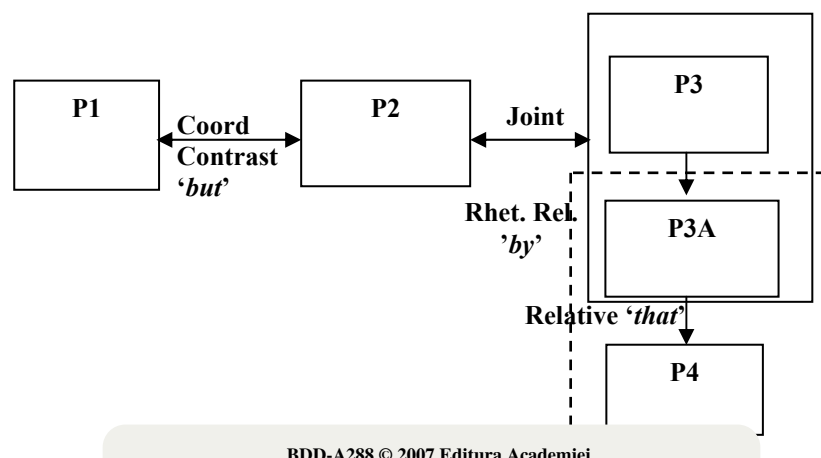 P1
Coord
Contrast
‘but’
P2
Joint
P3
Rhet. Rel.
’by’
P3A
Relative ‘that’
P4
BDD-A288 © 2007 Editura Academiei